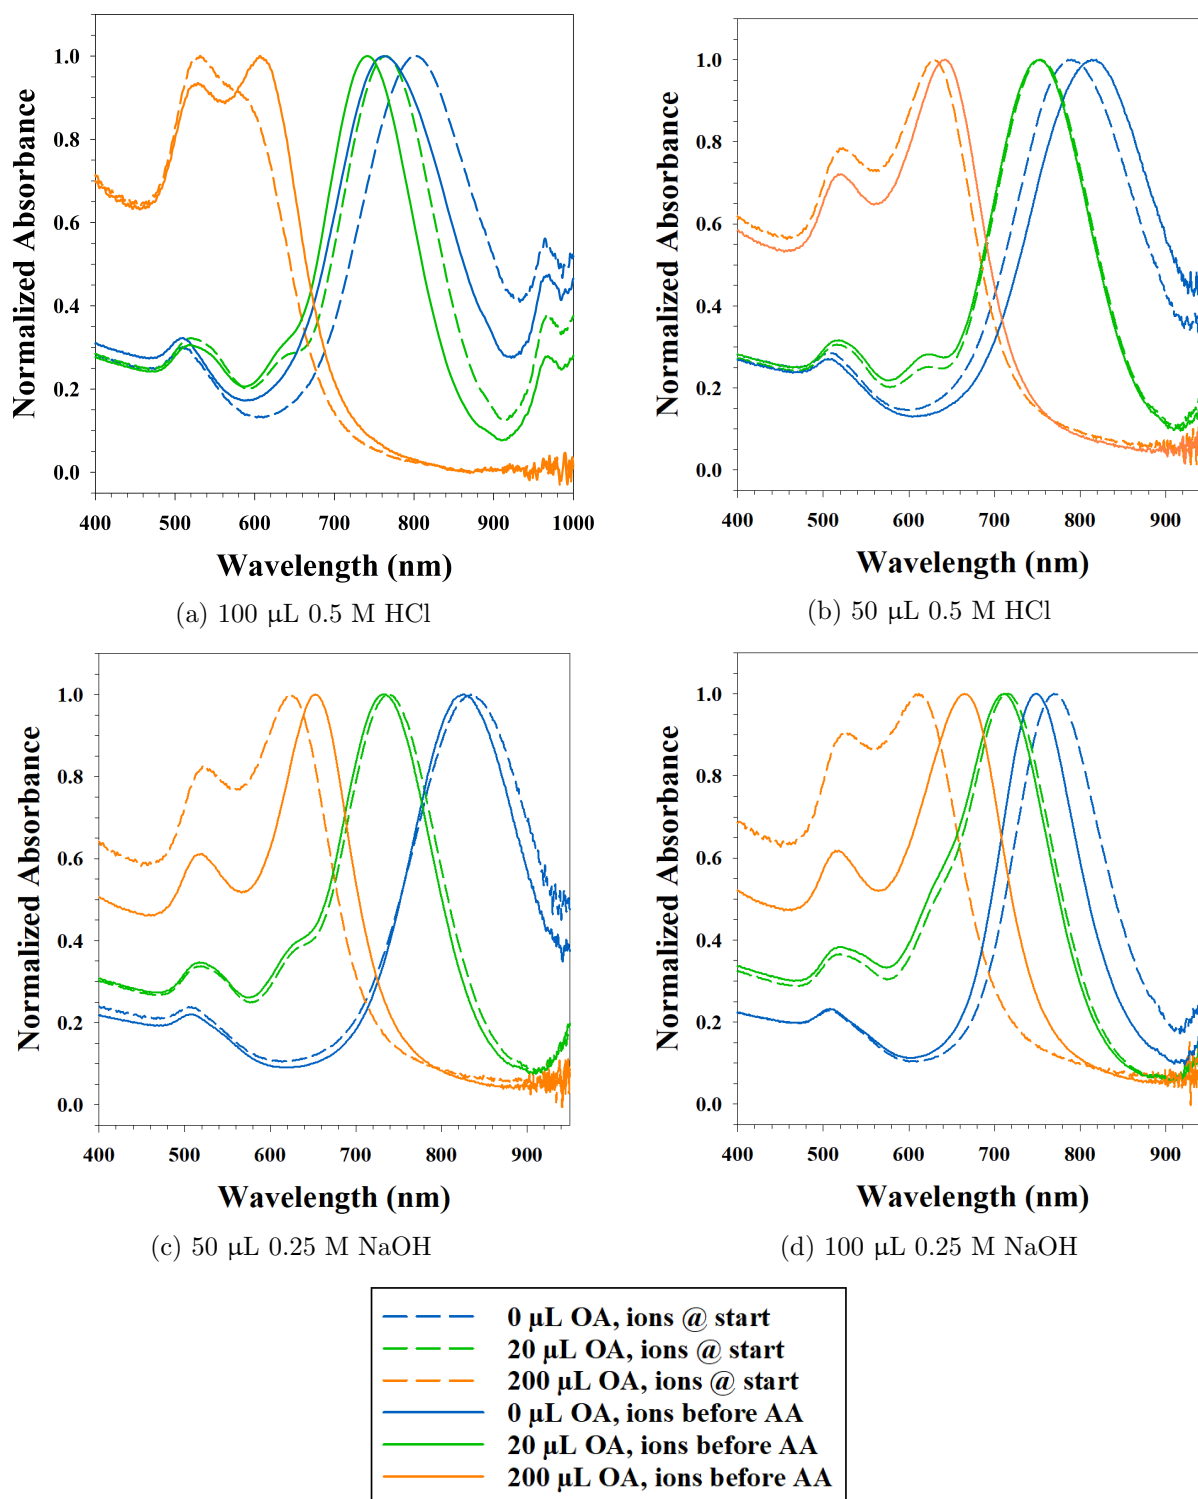 Normalized Absorbance
1.0
0.8
0.6
0.4
0.2
0.0
400 500 600 700 800 900 1000
Wavelength (nm)
(a) 100 μL 0.5 M HCl
Normalized Absorbance
1.0
0.8
0.6
0.4
0.2
0.0
400 500 600 700 800 900
Wavelength (nm)
(b) 50 μL 0.5 M HCl
Normalized Absorbance
1.0
0.8
0.6
0.4
0.2
0.0
400 500 600 700 800 900
Wavelength (nm)
(c) 50 μL 0.25 M NaOH
Normalized Absorbance
1.0
0.8
0.6
0.4
0.2
0.0
400 500 600 700 800 900
Wavelength (nm)
(d) 100 μL 0.25 M NaOH
0 μL OA, ions @ start
20 μL OA, ions @ start
200 μL OA, ions @ start
0 μL OA, ions before AA
20 μL OA, ions before AA
200 μL OA, ions before AA